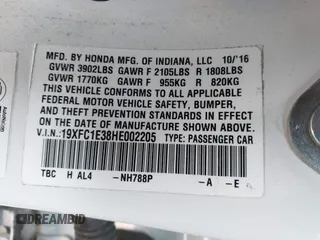 MFD. BY HONDA MFG. OF INDIANA, LLC 10/'16
GVWR 3902LBS GAWR F 2105LBS R 1808LBS
GVWR 1770KG GAWR F 955KG R 820KG
THIS VEHICLE CONFORMS TO ALL APPLICABLE
FEDERAL MOTOR VEHICLE SAFETY, BUMPER,
AND THEFT PREVENTION STANDARDS IN EFFECT
ON THE DATE OF MANUFACTURE SHOWN ABOVE.
V.I.N.:19XFC1E38HE002205 TYPE: PASSENGER CAR
TBC H AL4 -NH788P -A -E
DREAMBID